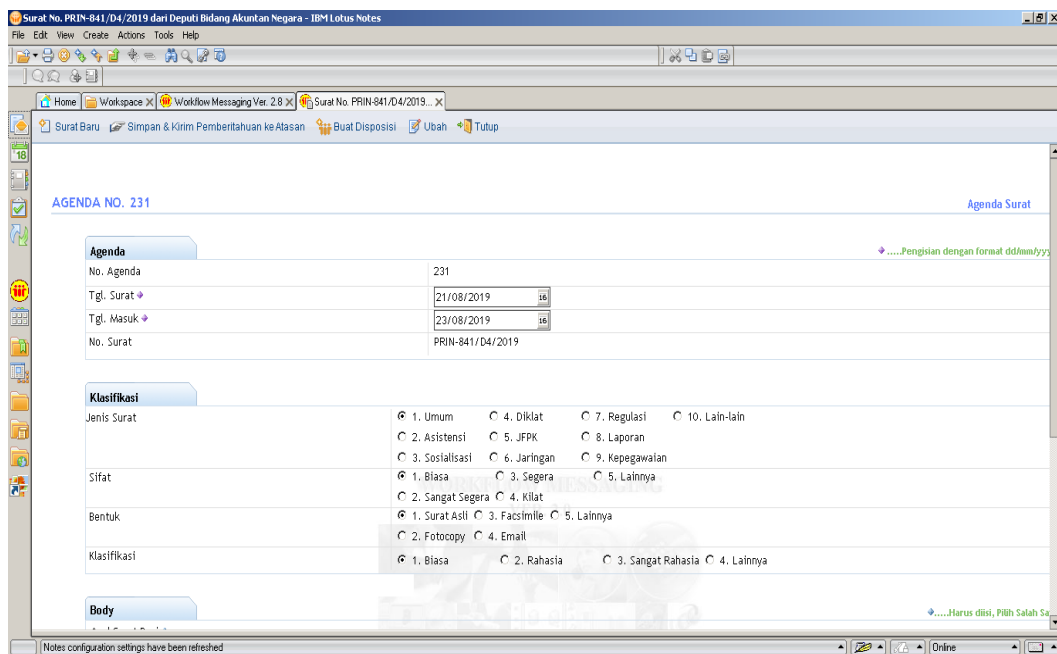 Surat No. PRIN-841/D4/2019 dari Deputi Bidang Akuntan Negara - IBM Lotus Notes
File Edit View Create Actions Tools Help
Home Workspace Workflow Messaging Ver. 2.8 Surat No. PRIN-841/D4/2019...
Surat Baru Simpan & Kirim Pemberitahuan ke Atasan Buat Disposisi Ubah Tutup
18
AGENDA NO. 231 Agenda Surat
Agenda .....Pengisian dengan format dd/mm/yyy
No. Agenda 231
Tgl. Surat 21/08/2019 16
Tgl. Masuk 23/08/2019 16
No. Surat PRIN-841/D4/2019
Klasifikasi
Jenis Surat 1. Umum 4. Diklat 7. Regulasi 10. Lain-lain
2. Asistensi 5. JFPK 8. Laporan
3. Sosialisasi 6. Jaringan 9. Kepegawaian
Sifat 1. Biasa 3. Segera 5. Lainnya
WORKFLOW MESSAGING
2. Sangat Segera 4. Kilat
Bentuk 1. Surat Asli 3. Facsimile 5. Lainnya
2. Fotocopy 4. Email
Klasifikasi 1. Biasa 2. Rahasia 3. Sangat Rahasia 4. Lainnya
Body .....Harus diisi, Pilih Salah Sa
Notes configuration settings have been refreshed Online